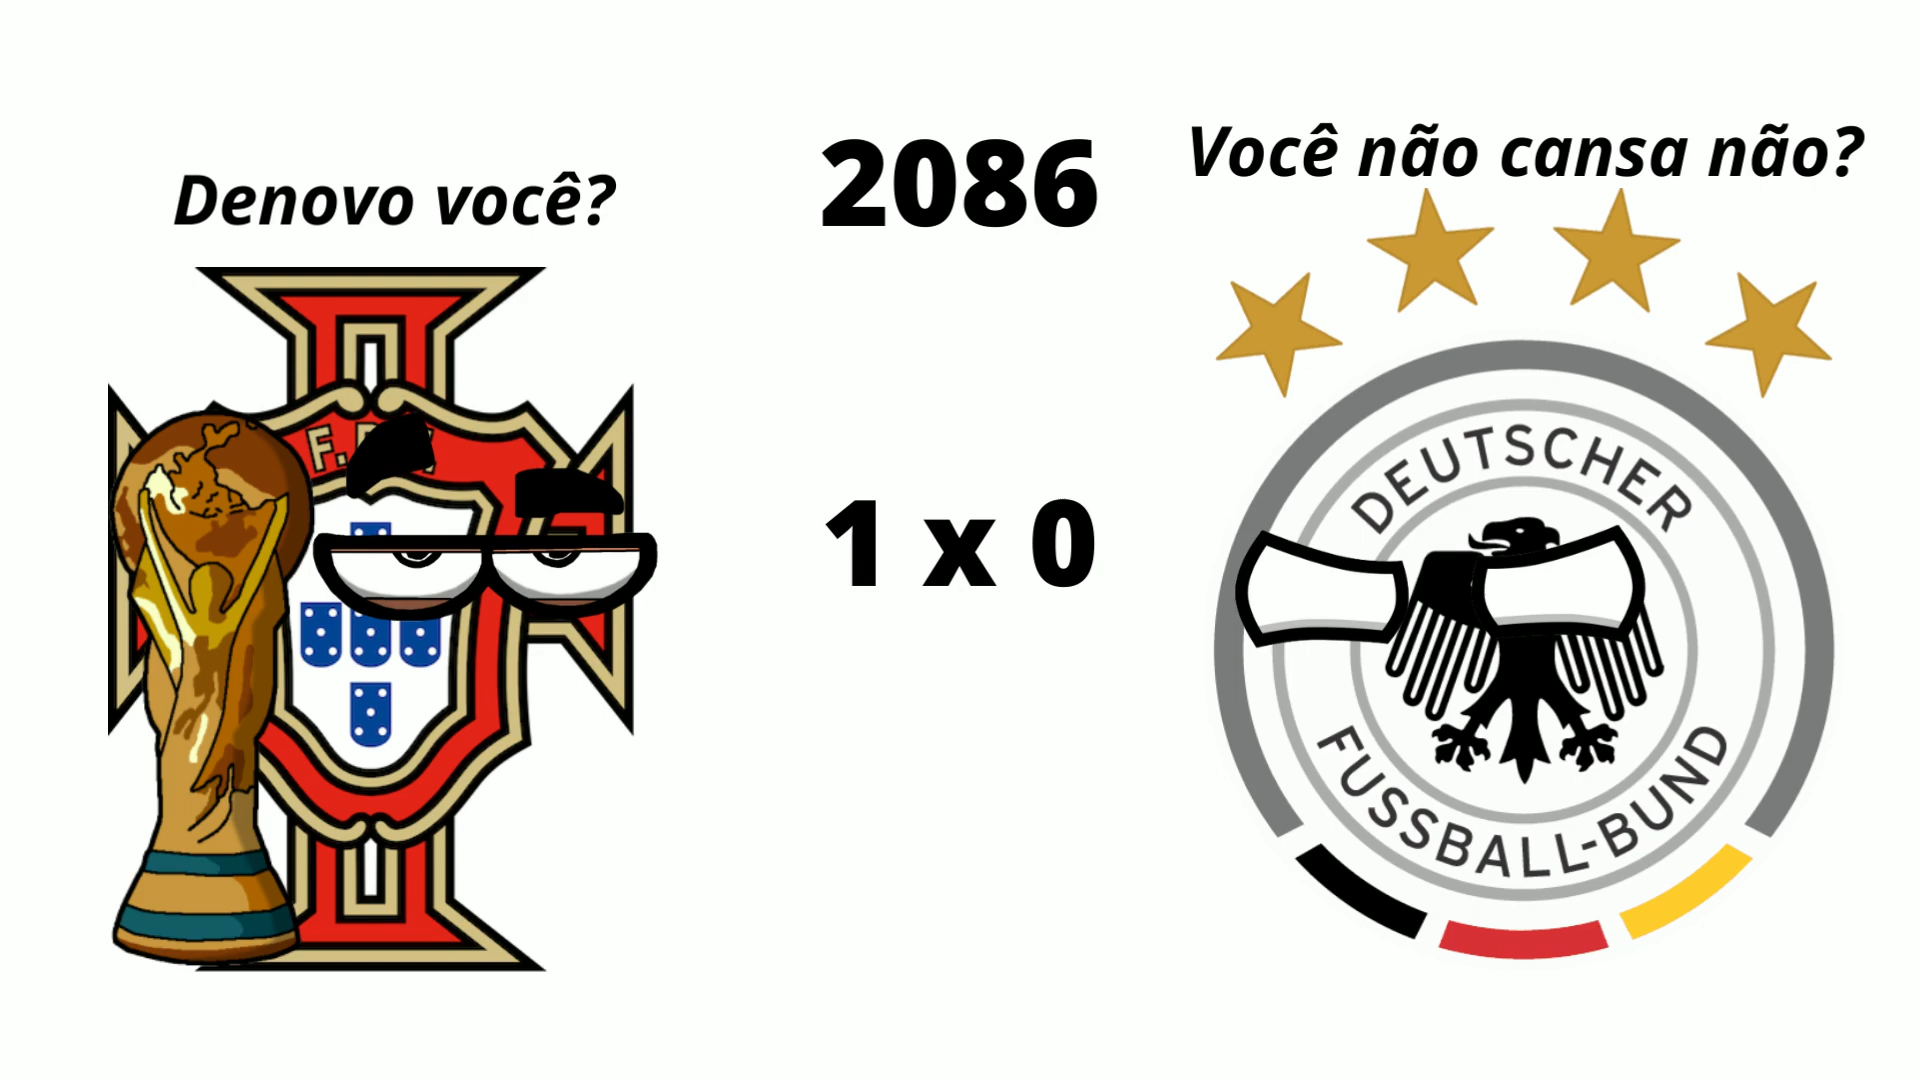 2086
Você não cansa não?
Denovo você?
1 x 0
F.
DEUTSCHER
FUSSBALL-BUND